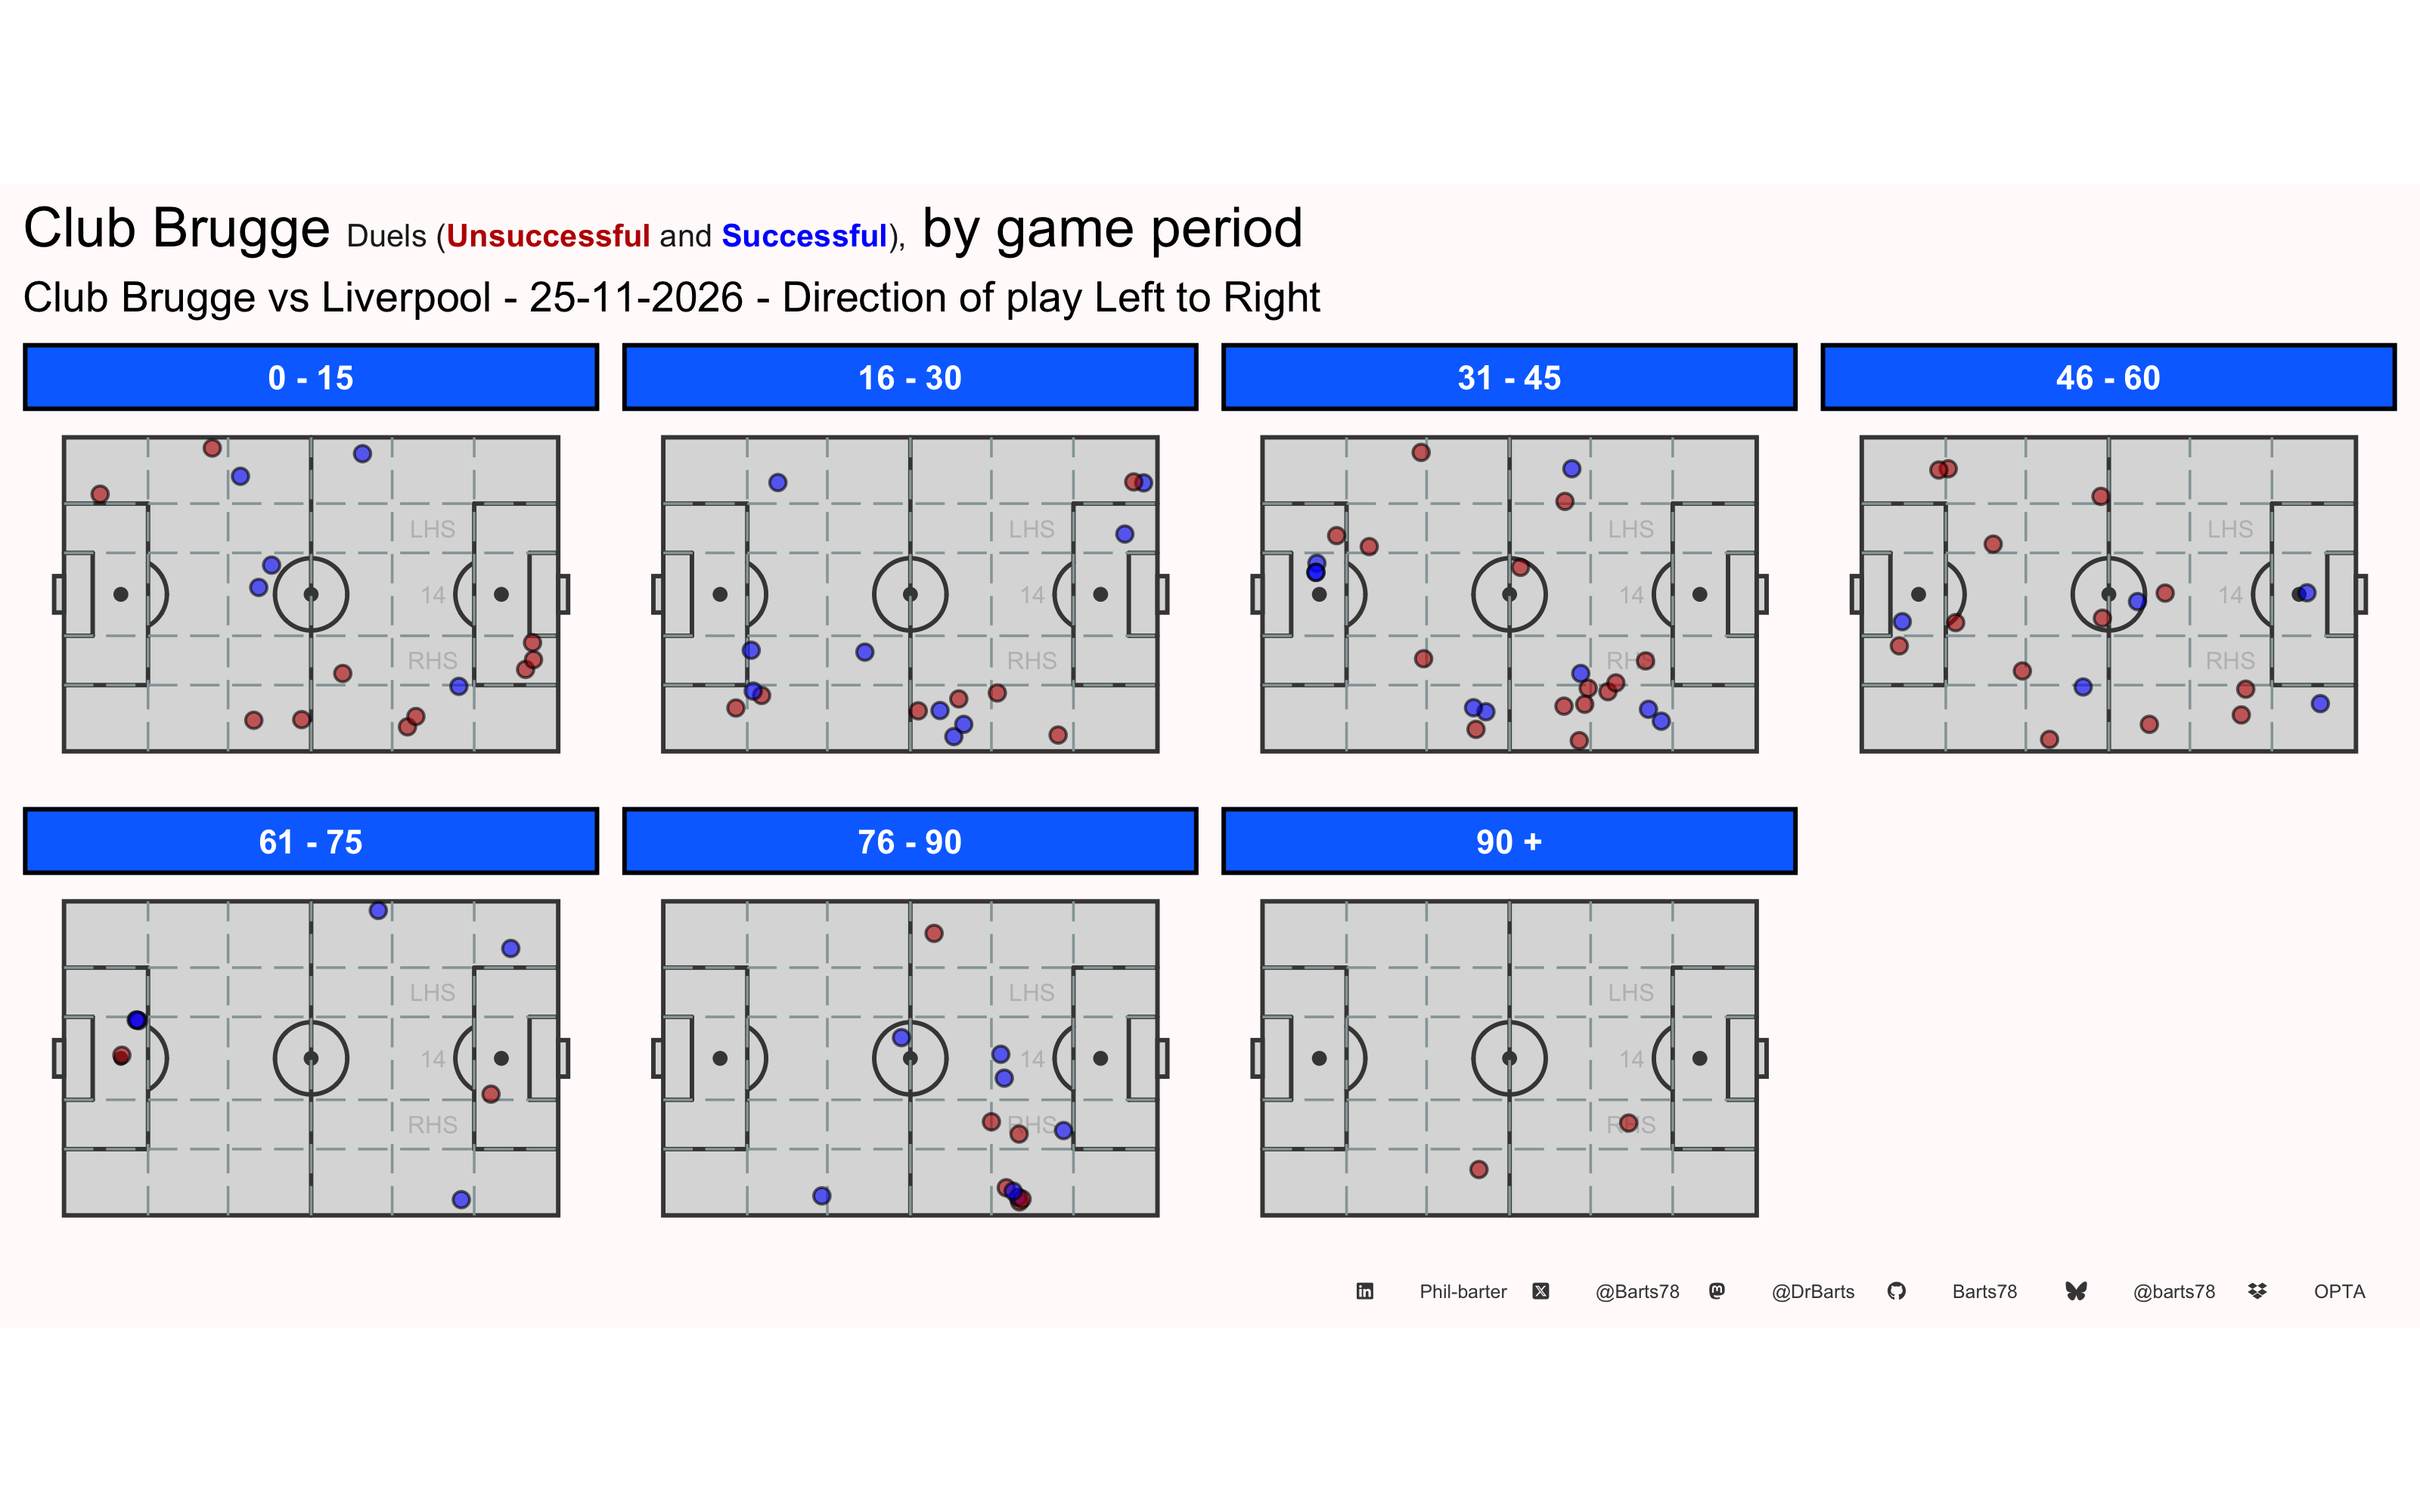 Club Brugge Duels (Unsuccessful and Successful), by game period
Club Brugge vs Liverpool - 25-11-2026 - Direction of play Left to Right
0 - 15
16 - 30
31 - 45
46 - 60
LHS
14
RHS
LHS
14
RHS
LHS
14
RHS
LHS
14
RHS
61 - 75
76 - 90
90 +
LHS
14
RHS
LHS
14
RHS
LHS
14
RHS
Phil-barter @Barts78 @DrBarts Barts78 @barts78 OPTA